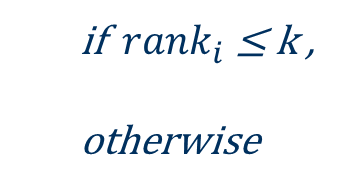 if rankᵢ ≤ k,
otherwise